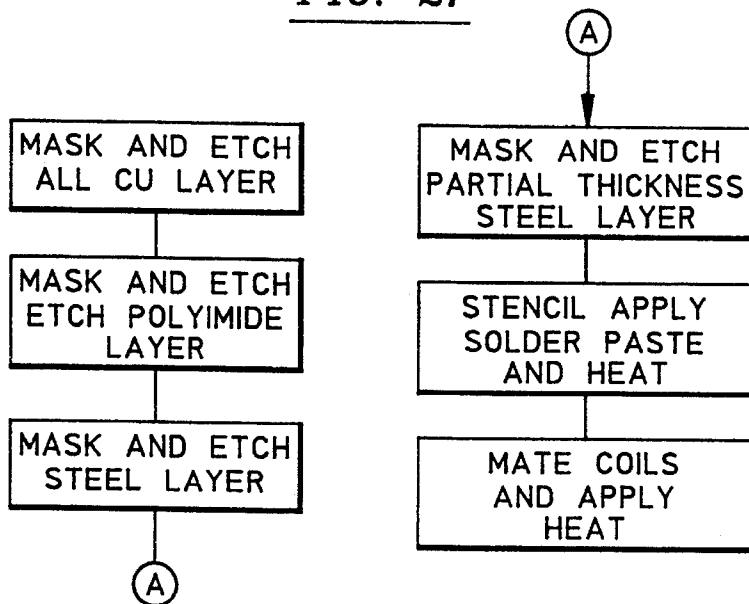 FIG. 27
MASK AND ETCH
ALL CU LAYER
MASK AND ETCH
ETCH POLYIMIDE
LAYER
MASK AND ETCH
STEEL LAYER
A
A
MASK AND ETCH
PARTIAL THICKNESS
STEEL LAYER
STENCIL APPLY
SOLDER PASTE
AND HEAT
MATE COILS
AND APPLY
HEAT